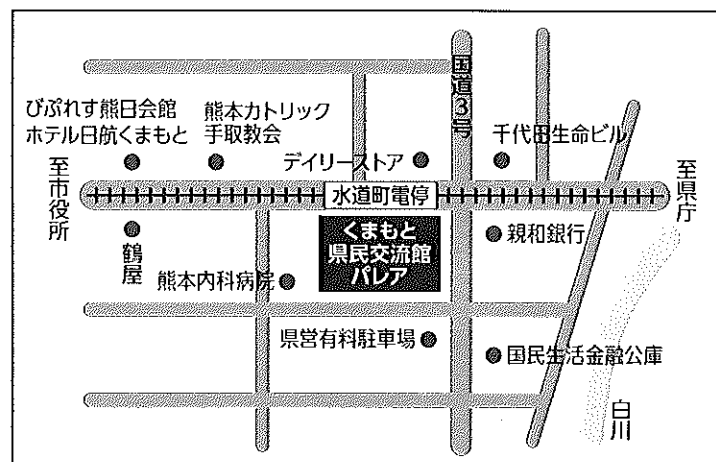 国道3号
びぷれす熊日会館
ホテル日航くまもと
熊本カトリック
手取教会
デイリーストア
千代田生命ビル
至市役所
水道町電停
至県庁
鶴屋
くまもと
県民交流館
パレア
親和銀行
熊本内科病院
県営有料駐車場
国民生活金融公庫
白川